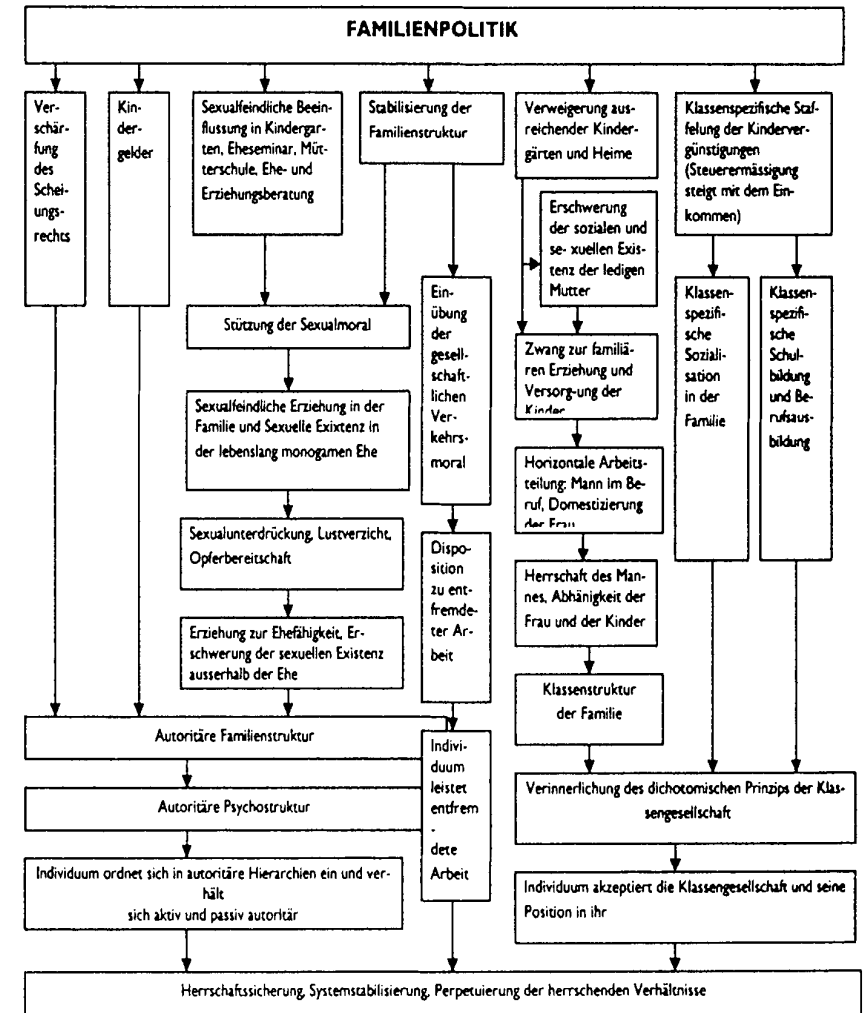 FAMILIENPOLITIK
Ver-
schär-
fung
des
Schei-
ungs-
rechts
Kin-
der-
gelder
Sexualfeindliche Beein-
flussung in Kindergar-
ten, Eheseminar, Müt-
terschule, Ehe- und
Erziehungsberatung
Stabilisierung der
Familienstruktur
Verweigerung aus-
reichender Kinder-
gärten und Heime
Klassenspezifische Staf-
felung der Kinderver-
günstigungen
(Steuerermässigung
steigt mit dem Ein-
kommen)
Erschwerung
der sozialen und
se- xuellen Exis-
tenz der ledigen
Mutter
Stützung der Sexualmoral
Ein-
übung
der
gesell-
schaft-
lichen
Ver-
kehrs-
moral
Zwang zur familiä-
ren Erziehung und
Versorg-ung der
Kinder
Klassen-
spezifi-
sche
Soziali-
sation
in der
Familie
Klassen-
spezifi-
sche
Schul-
bildung
und Be-
rufsaus-
bildung
Sexualfeindliche Erziehung in der
Familie und Sexuelle Exixtenz in
der lebenslang monogamen Ehe
Horizontale Arbeits-
teilung: Mann im Be-
ruf, Domestizierung
der Frau
Sexualunterdrückung, Lustverzicht,
Opferbereitschaft
Dispo-
sition
zu ent-
fremde-
ter Ar-
beit
Herrschaft des Man-
nes, Abhänigkeit der
Frau und der Kinder
Erziehung zur Ehefähigkeit, Er-
schwerung der sexuellen Existenz
ausserhalb der Ehe
Klassenstruktur
der Familie
Autoritäre Familienstruktur
Indivi-
duum
leistet
entfrem
-
dete
Arbeit
Verinnerlichung des dichotomischen Prinzips der Klas-
sengesellschaft
Autoritäre Psychostruktur
Individuum ordnet sich in autoritäre Hierarchien ein und ver-
hält
sich aktiv und passiv autoritär
Individuum akzeptiert die Klassengesellschaft und seine
Position in ihr
Herrschaftssicherung, Systemstabilisierung, Perpetuierung der herrschenden Verhältnisse